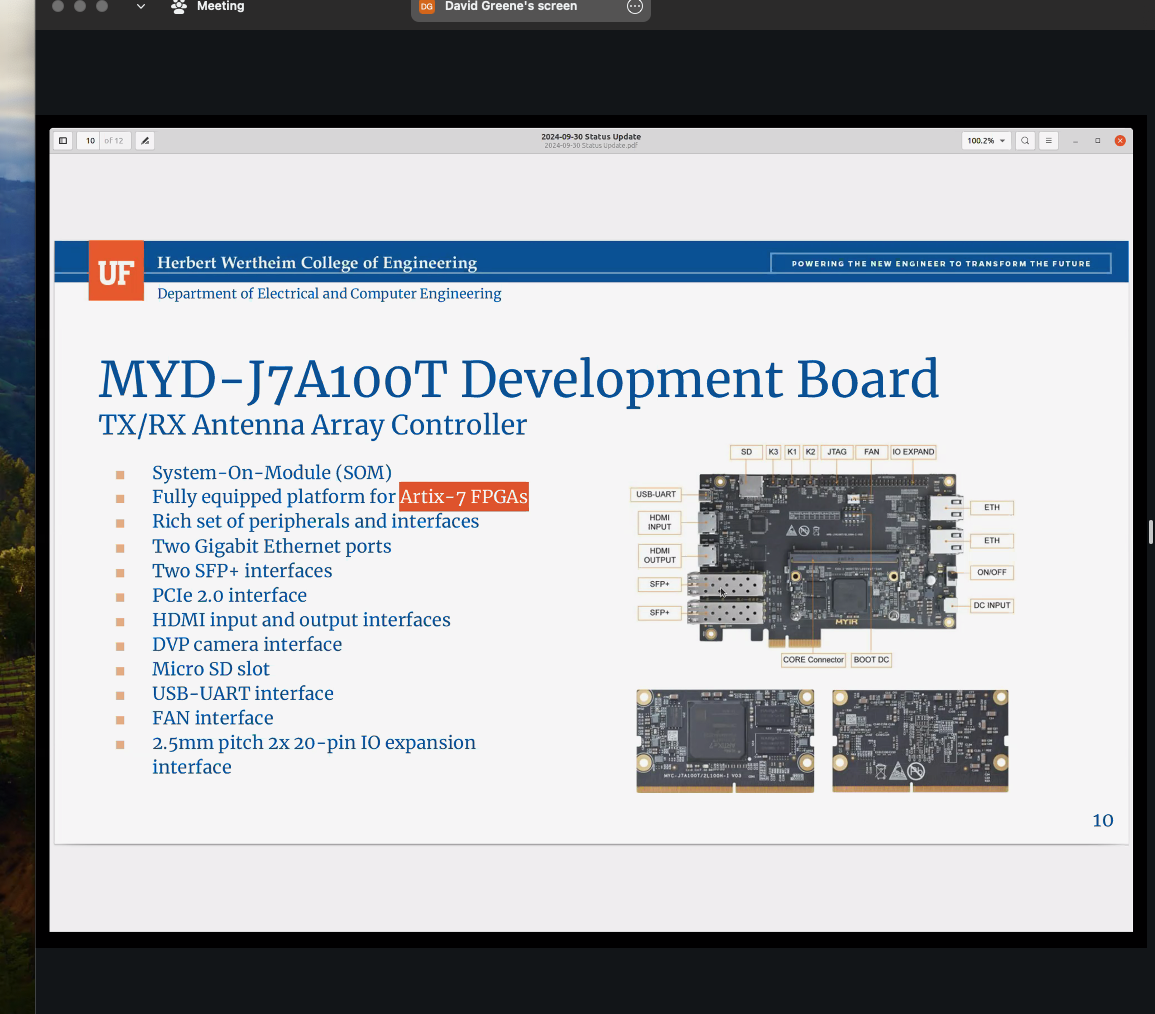 Meeting
DG David Greene's screen
10 of 12
2024-09-30 Status Update
2024-09-30 Status Update.pdf
100.2%
UF
Herbert Wertheim College of Engineering
POWERING THE NEW ENGINEER TO TRANSFORM THE FUTURE
Department of Electrical and Computer Engineering
MYD-J7A100T Development Board
TX/RX Antenna Array Controller
System-On-Module (SOM)
Fully equipped platform for Artix-7 FPGAs
Rich set of peripherals and interfaces
Two Gigabit Ethernet ports
Two SFP+ interfaces
PCIe 2.0 interface
HDMI input and output interfaces
DVP camera interface
Micro SD slot
USB-UART interface
FAN interface
2.5mm pitch 2x 20-pin IO expansion
interface
SD K3 K1 K2 JTAG FAN IO EXPAND
USB-UART
HDMI
INPUT
HDMI
OUTPUT
SFP+
SFP+
ETH
ETH
ON/OFF
DC INPUT
MYiR
CORE Connector BOOT DC
10